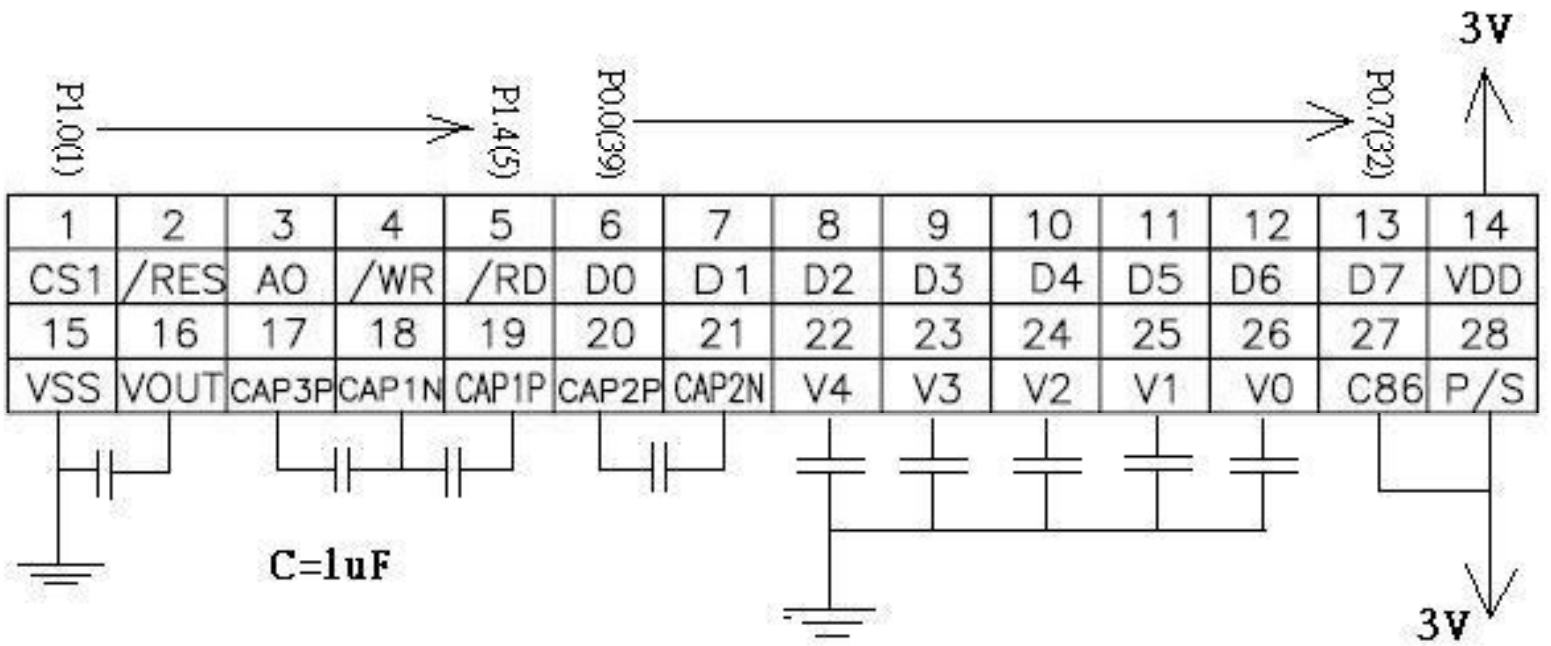 3V
P1.0(1) P1.4(5) P0.0(39) P0.7(32)
1 2 3 4 5 6 7 8 9 10 11 12 13 14
CS1 /RES A0 /WR /RD D0 D1 D2 D3 D4 D5 D6 D7 VDD
15 16 17 18 19 20 21 22 23 24 25 26 27 28
VSS VOUT CAP3P CAP1N CAP1P CAP2P CAP2N V4 V3 V2 V1 V0 C86 P/S
C=1uF
3V